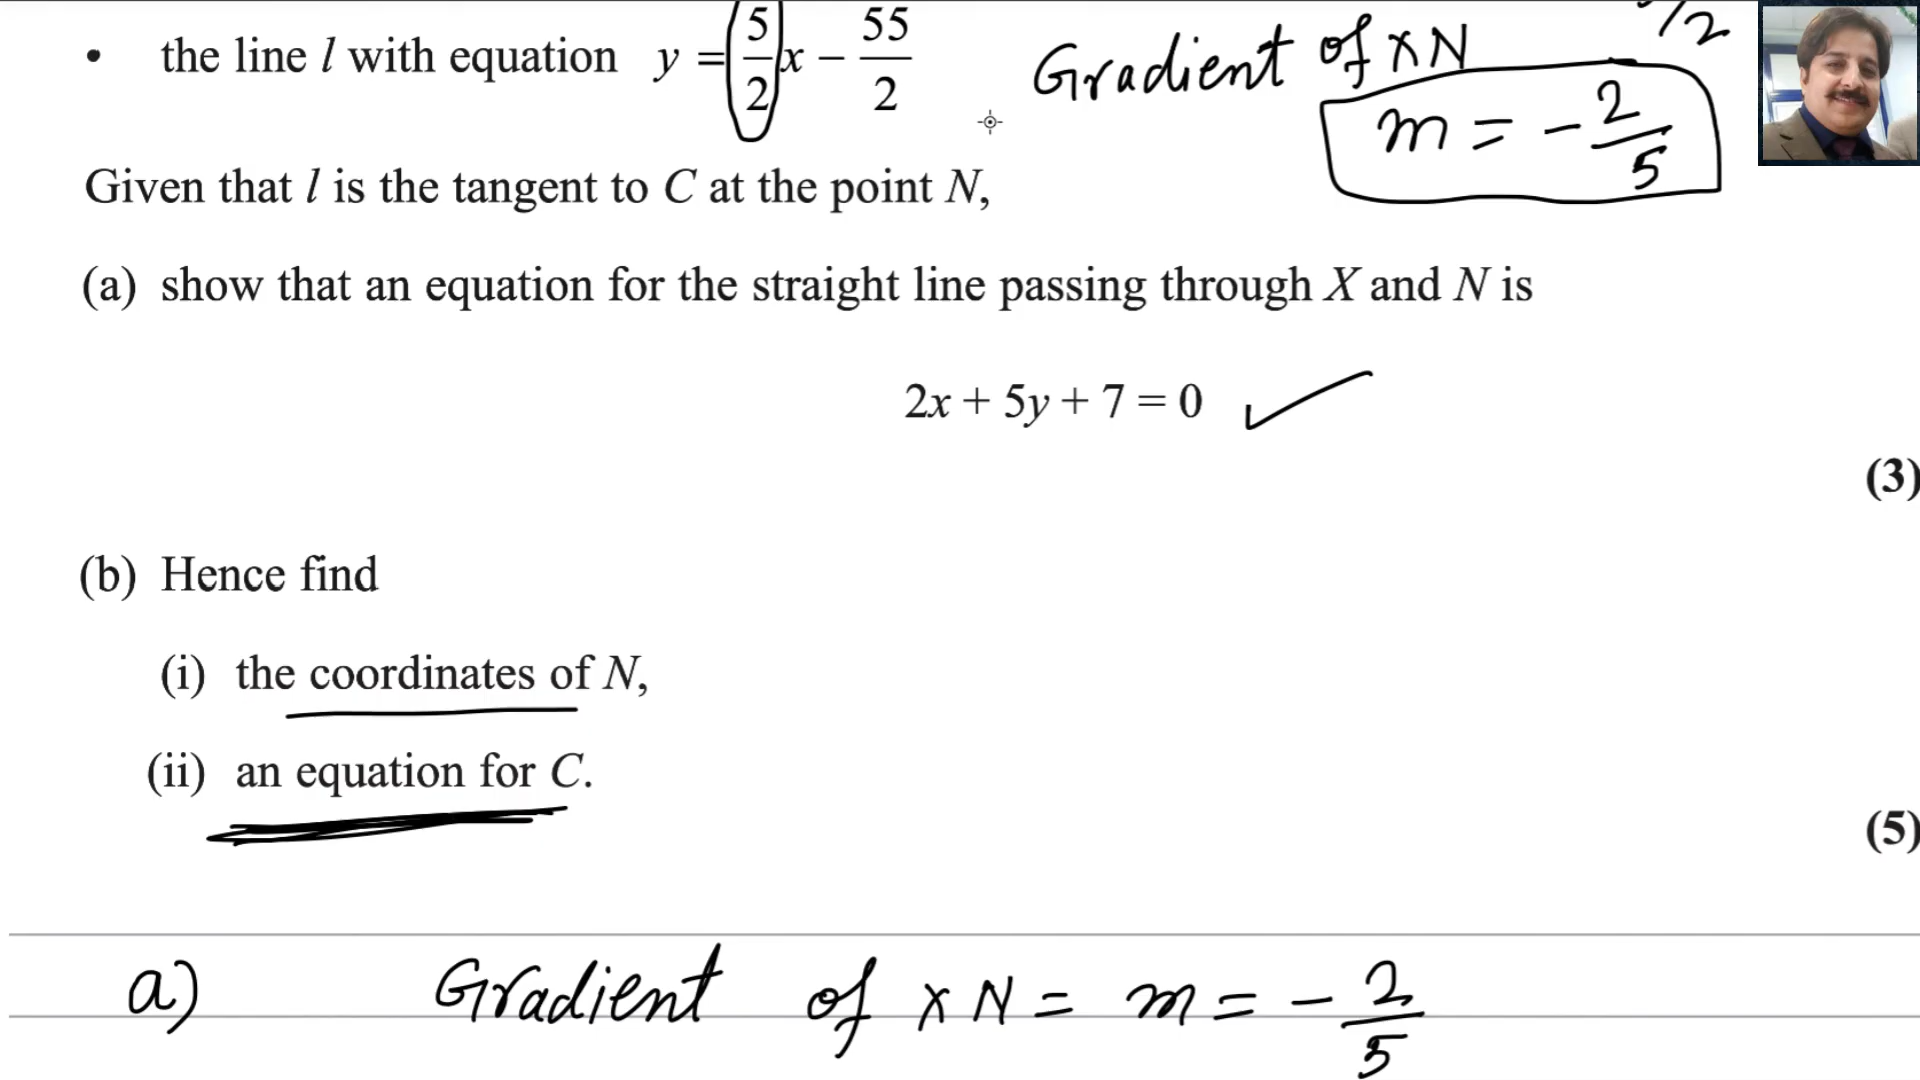 • the line l with equation y = 5/2 x − 55/2
Gradient of XN
m = - 2/5
Given that l is the tangent to C at the point N,
(a) show that an equation for the straight line passing through X and N is
2x + 5y + 7 = 0
(3)
(b) Hence find
(i) the coordinates of N,
(ii) an equation for C.
(5)
a) Gradient of XN = m = - 2/5